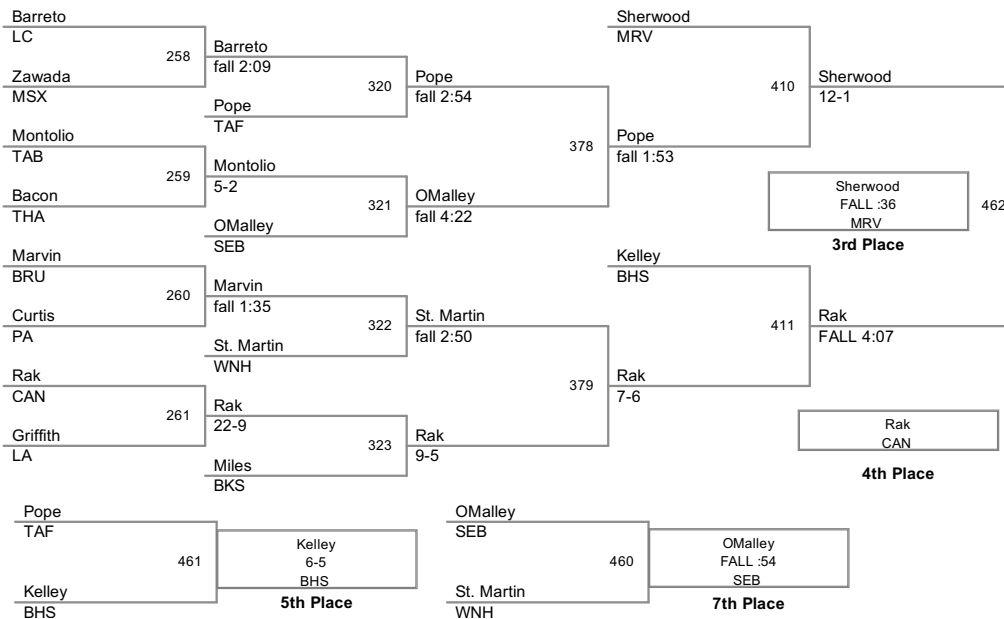 Barreto
LC
258
Zawada
MSX
Barreto
fall 2:09
320
Pope
TAF
Montolio
TAB
259
Bacon
THA
Montolio
5-2
321
OMalley
SEB
Pope
fall 2:54
378
OMalley
fall 4:22
Sherwood
MRV
410
Pope
fall 1:53
Sherwood
12-1
Sherwood
FALL :36
MRV
462
3rd Place
Marvin
BRU
260
Curtis
PA
Marvin
fall 1:35
322
St. Martin
WNH
Rak
CAN
261
Griffith
LA
Rak
22-9
323
Miles
BKS
St. Martin
fall 2:50
379
Rak
9-5
Kelley
BHS
411
Rak
7-6
Rak
FALL 4:07
Rak
CAN
4th Place
Pope
TAF
461
Kelley
BHS
Kelley
6-5
BHS
5th Place
OMalley
SEB
460
St. Martin
WNH
OMalley
FALL :54
SEB
7th Place